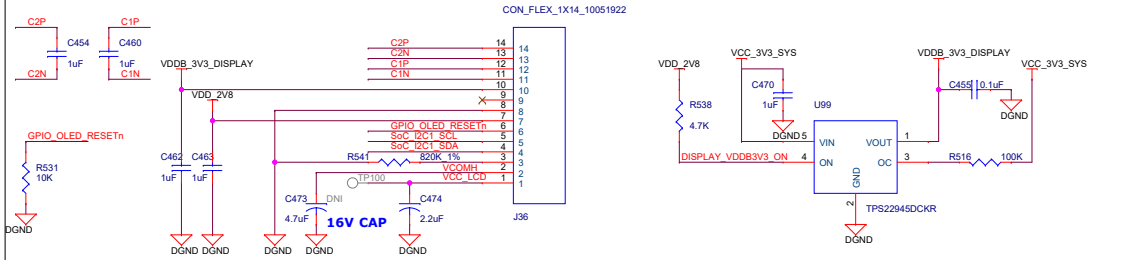 CON_FLEX_1X14_10051922
C2P
C1P
C454
1uF
C460
1uF
C2N
C1N
VDDB_3V3_DISPLAY
VDD_2V8
GPIO_OLED_RESETn
R531
10K
DGND
C462
1uF
C463
1uF
DGND
DGND
C2P
C2N
C1P
C1N
GPIO_OLED_RESETn
SoC_I2C1_SCL
SoC_I2C1_SDA
R541
820K_1%
VCOMH
VCC_LCD
TP100
C473
DNI
4.7uF
16V CAP
C474
2.2uF
DGND
DGND
DGND
14
13
12
11
10
9
8
7
6
5
4
3
2
1
14
13
12
11
10
9
8
7
6
5
4
3
2
1
J36
VDD_2V8
R538
4.7K
DISPLAY_VDDB3V3_ON
VCC_3V3_SYS
C470
1uF
DGND
5
4
U99
VIN
VOUT
ON
OC
GND
1
3
2
TPS22945DCKR
DGND
VDDB_3V3_DISPLAY
C455
0.1uF
DGND
VCC_3V3_SYS
R516
100K